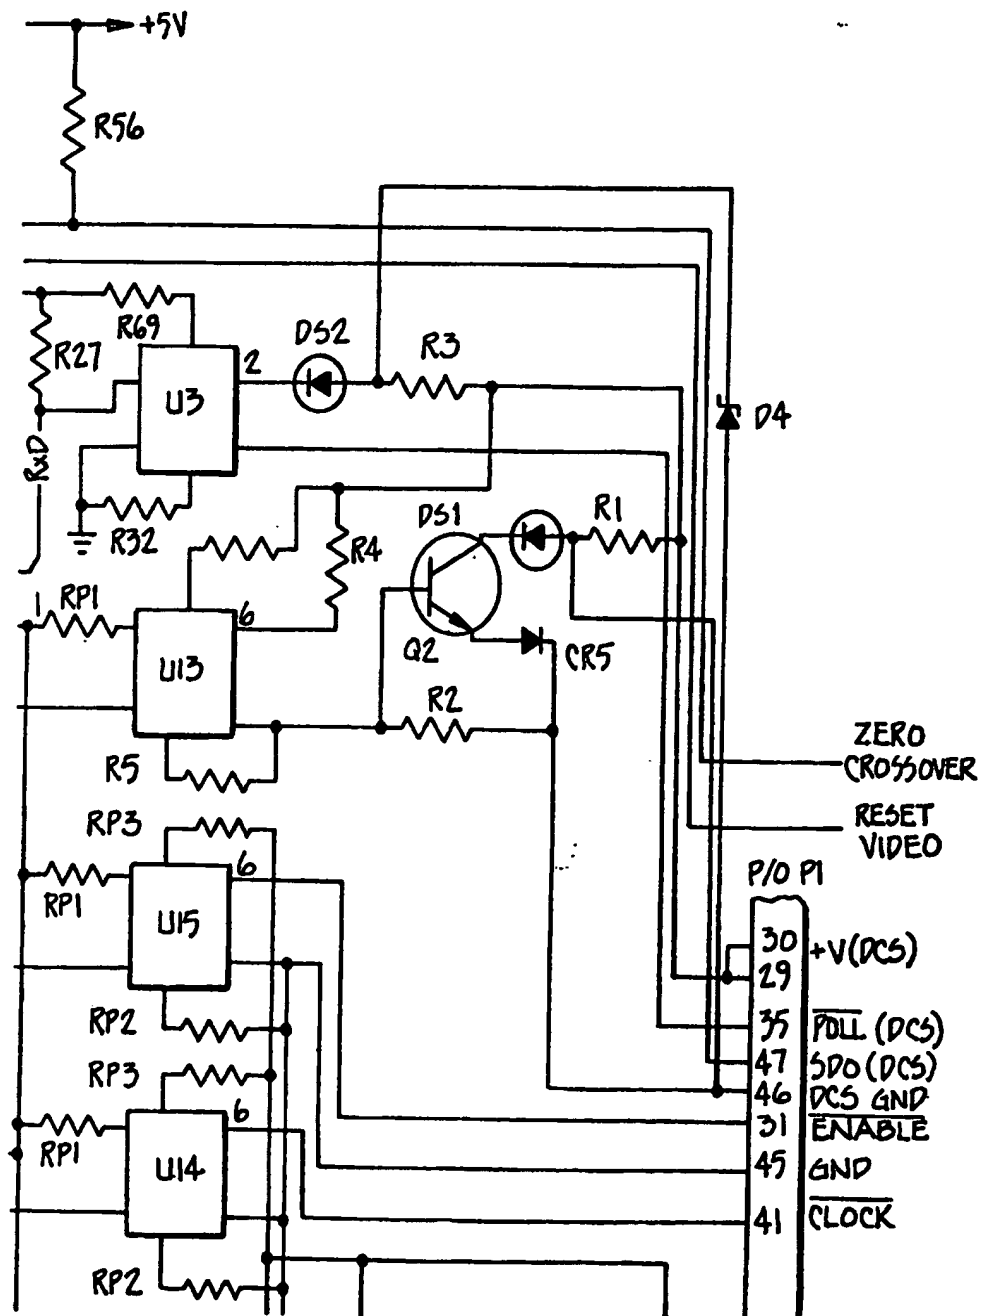 +5V
R56
R69
R27
DS2
R3
2
U3
D4
RxD
R32
DS1
R1
R4
1
RP1
6
U13
Q2
CR5
R2
R5
ZERO
CROSSOVER
RP3
RESET
VIDEO
6
P/O P1
RP1
U15
30
+V(DCS)
29
RP2
35
POLL (DCS)
RP3
47
SDO (DCS)
46
DCS GND
6
31
ENABLE
RP1
U14
45
GND
41
CLOCK
RP2